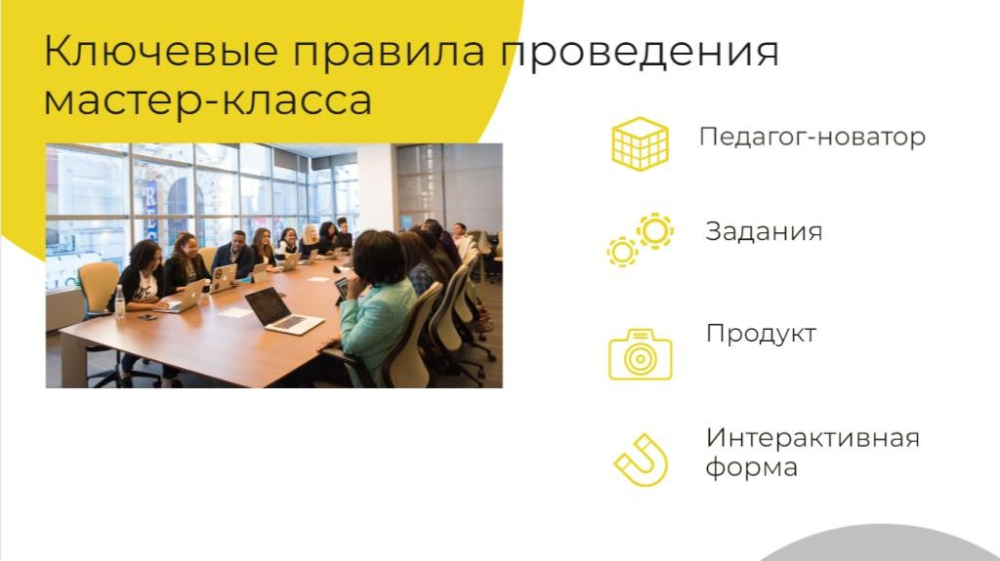 Ключевые правила проведения
мастер-класса
Педагог-новатор
Задания
Продукт
Интерактивная
форма